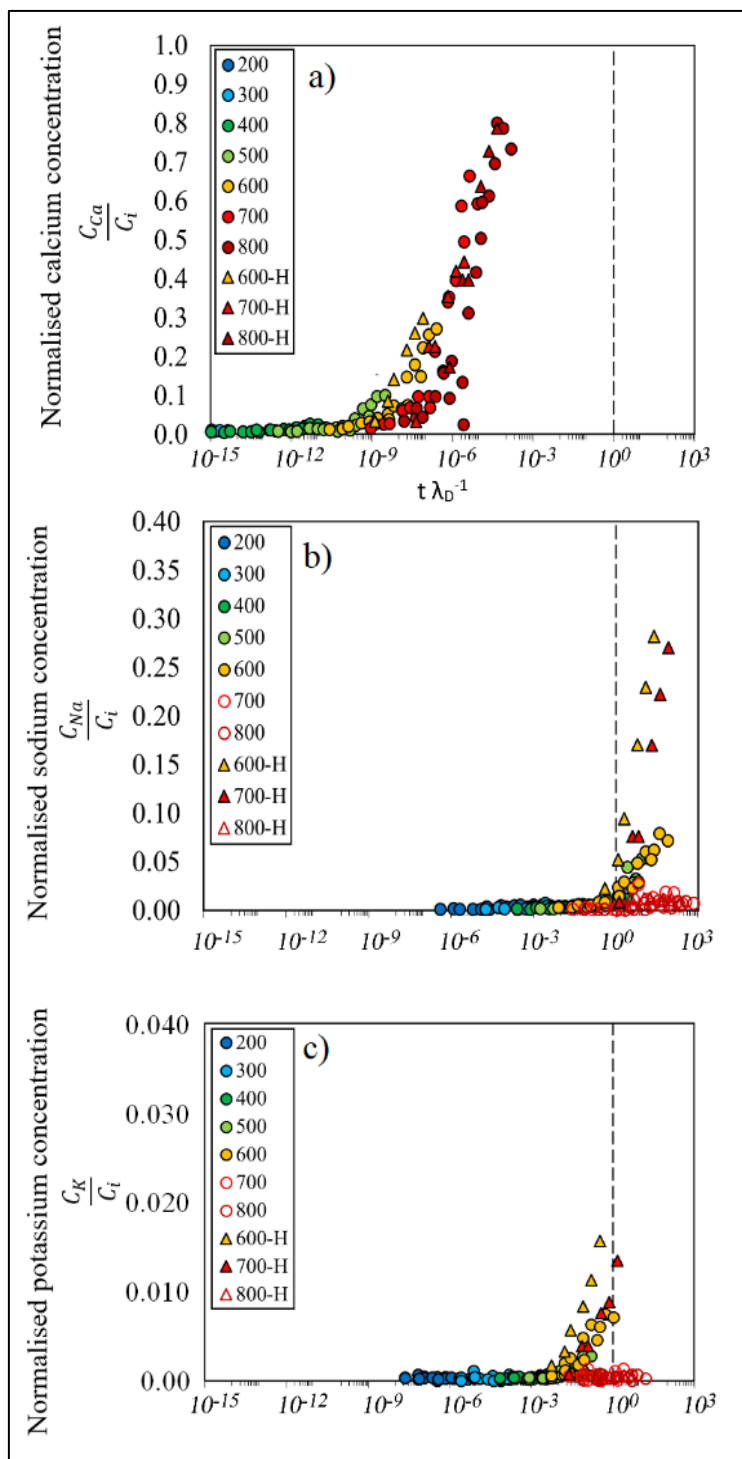 Normalised calcium concentration
C_Ca
C_i
1.0
0.9
0.8
0.7
0.6
0.5
0.4
0.3
0.2
0.1
0.0
200
300
400
500
600
700
800
600-H
700-H
800-H
a)
10^-15 10^-12 10^-9 10^-6 10^-3 10^0 10^3
t λ_D^-1
Normalised sodium concentration
C_Na
C_i
0.40
0.35
0.30
0.25
0.20
0.15
0.10
0.05
0.00
200
300
400
500
600
700
800
600-H
700-H
800-H
b)
10^-15 10^-12 10^-9 10^-6 10^-3 10^0 10^3
Normalised potassium concentration
C_K
C_i
0.040
0.030
0.020
0.010
0.00
200
300
400
500
600
700
800
600-H
700-H
800-H
c)
10^-15 10^-12 10^-9 10^-6 10^-3 10^0 10^3